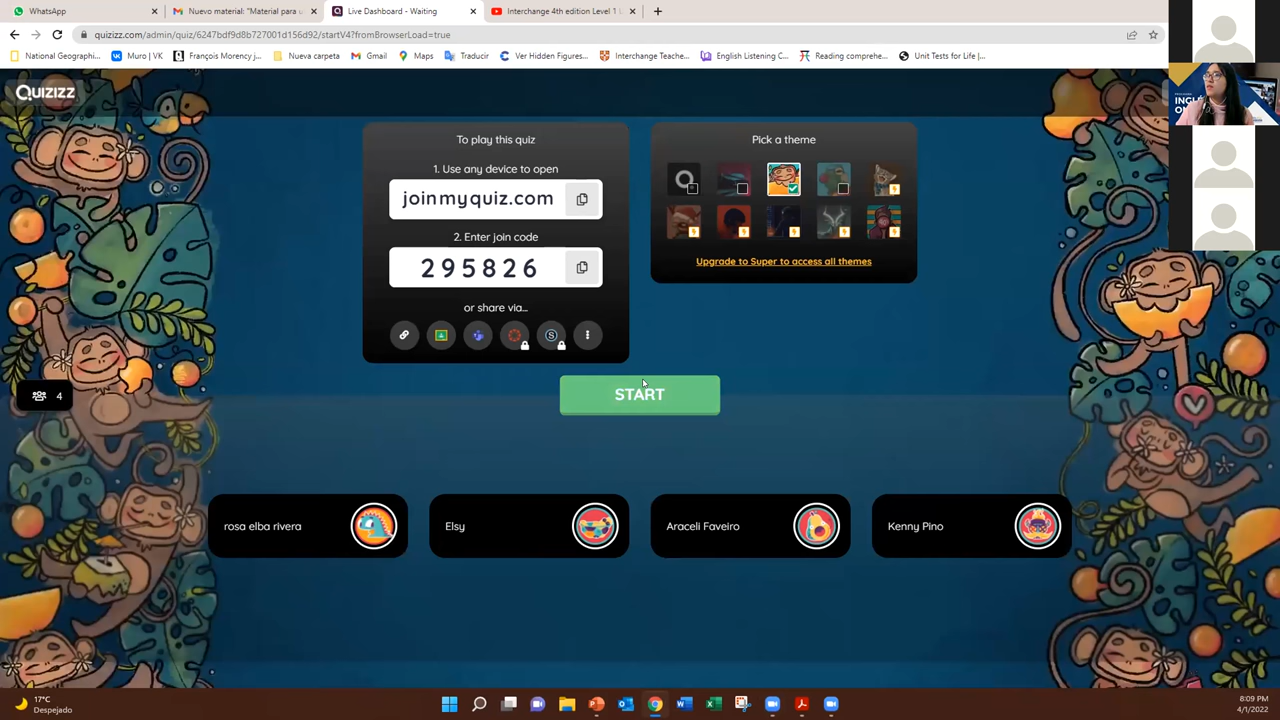 WhatsApp
Nuevo material: "Material para u
Live Dashboard - Waiting
Interchange 4th edition Level 1
quizizz.com/admin/quiz/6247bdf9d8b727001d156d92/startV4?fromBrowserLoad=true
National Geographi...
Muro | VK
François Morency j...
Nueva carpeta
Gmail
Maps
Traducir
Ver Hidden Figures...
Interchange Teache...
English Listening C...
Reading comprehe...
Unit Tests for Life |...
Quizizz
To play this quiz
1. Use any device to open
joinmyquiz.com
2. Enter join code
295826
or share via...
Pick a theme
Upgrade to Super to access all themes
START
4
rosa elba rivera
Elsy
Araceli Faveiro
Kenny Pino
INGL
17°C
Despejado
8:09 PM
4/1/2022